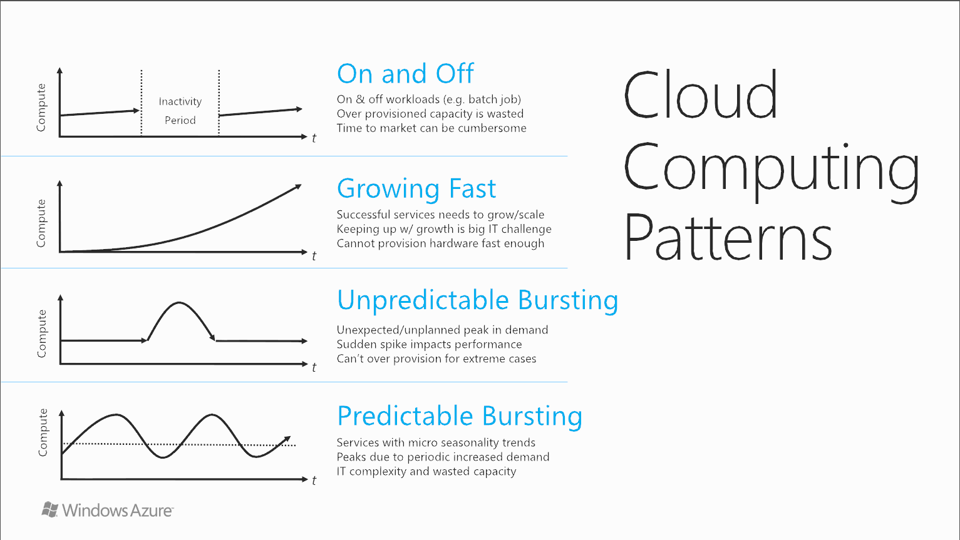 Cloud
Computing
Patterns
Compute
Inactivity
Period
t
On and Off
On & off workloads (e.g. batch job)
Over provisioned capacity is wasted
Time to market can be cumbersome
Compute
t
Growing Fast
Successful services needs to grow/scale
Keeping up w/ growth is big IT challenge
Cannot provision hardware fast enough
Compute
t
Unpredictable Bursting
Unexpected/unplanned peak in demand
Sudden spike impacts performance
Can't over provision for extreme cases
Compute
t
Predictable Bursting
Services with micro seasonality trends
Peaks due to periodic increased demand
IT complexity and wasted capacity
Windows Azure